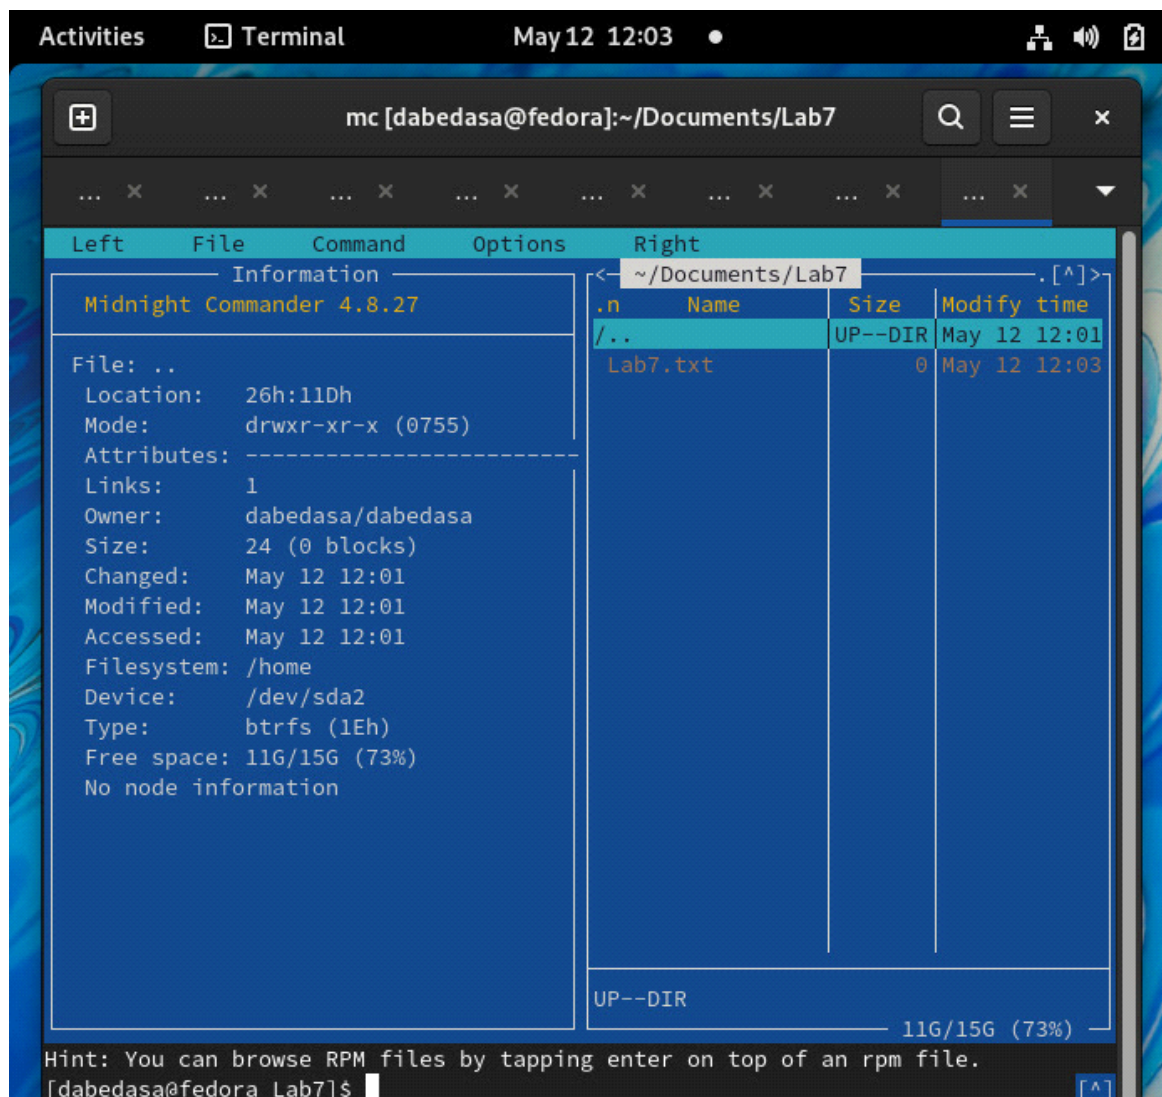 Activities Terminal May 12 12:03
mc [dabedasa@fedora]:~/Documents/Lab7
... ... ... ... ... ... ... ...
Left File Command Options Right
Information
Midnight Commander 4.8.27
File: ..
Location: 26h:11Dh
Mode: drwxr-xr-x (0755)
Attributes: -------------------------
Links: 1
Owner: dabedasa/dabedasa
Size: 24 (0 blocks)
Changed: May 12 12:01
Modified: May 12 12:01
Accessed: May 12 12:01
Filesystem: /home
Device: /dev/sda2
Type: btrfs (1Eh)
Free space: 11G/15G (73%)
No node information
<- ~/Documents/Lab7 .[^]>
.n Name Size Modify time
/.. UP--DIR May 12 12:01
Lab7.txt 0 May 12 12:03
UP--DIR
11G/15G (73%)
Hint: You can browse RPM files by tapping enter on top of an rpm file.
[dabedasa@fedora Lab7]$ [^]